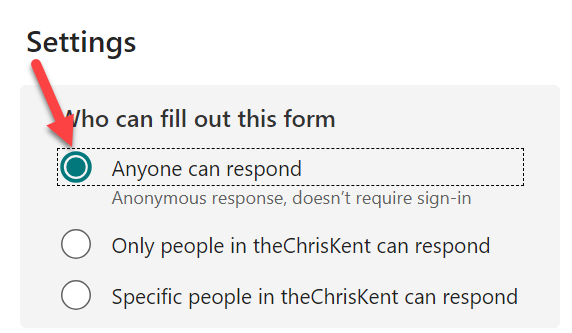 Settings
Who can fill out this form
Anyone can respond
Anonymous response, doesn't require sign-in
Only people in theChrisKent can respond
Specific people in theChrisKent can respond